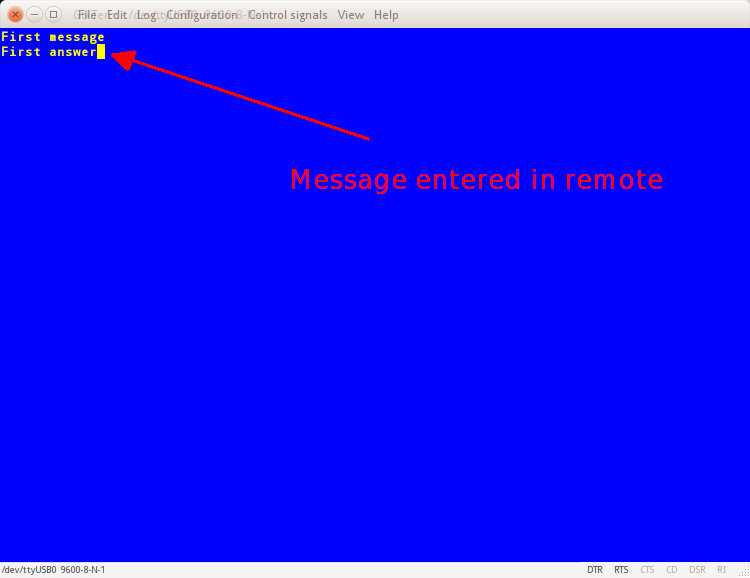 File Edit Log Configuration Control signals View Help
First message
First answer
Message entered in remote
/dev/ttyUSB0 9600-8-N-1 DTR RTS CTS CD DSR RI